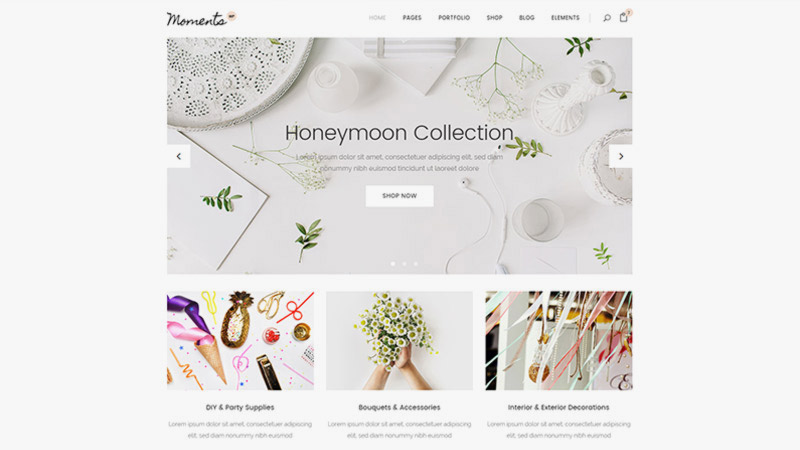 Moments
HOME PAGES PORTFOLIO SHOP BLOG ELEMENTS
Honeymoon Collection
Lorem ipsum dolor sit amet, consectetuer adipiscing elit, sed diam
nonummy nibh euismod tincidunt ut laoreet dolore
SHOP NOW
DIY & Party Supplies
Lorem ipsum dolor sit amet, consectetuer adipiscing
elit, sed diam nonummy nibh euismod
Bouquets & Accessories
Lorem ipsum dolor sit amet, consectetuer adipiscing
elit, sed diam nonummy nibh euismod
Interior & Exterior Decorations
Lorem ipsum dolor sit amet, consectetuer adipiscing
elit, sed diam nonummy nibh euismod